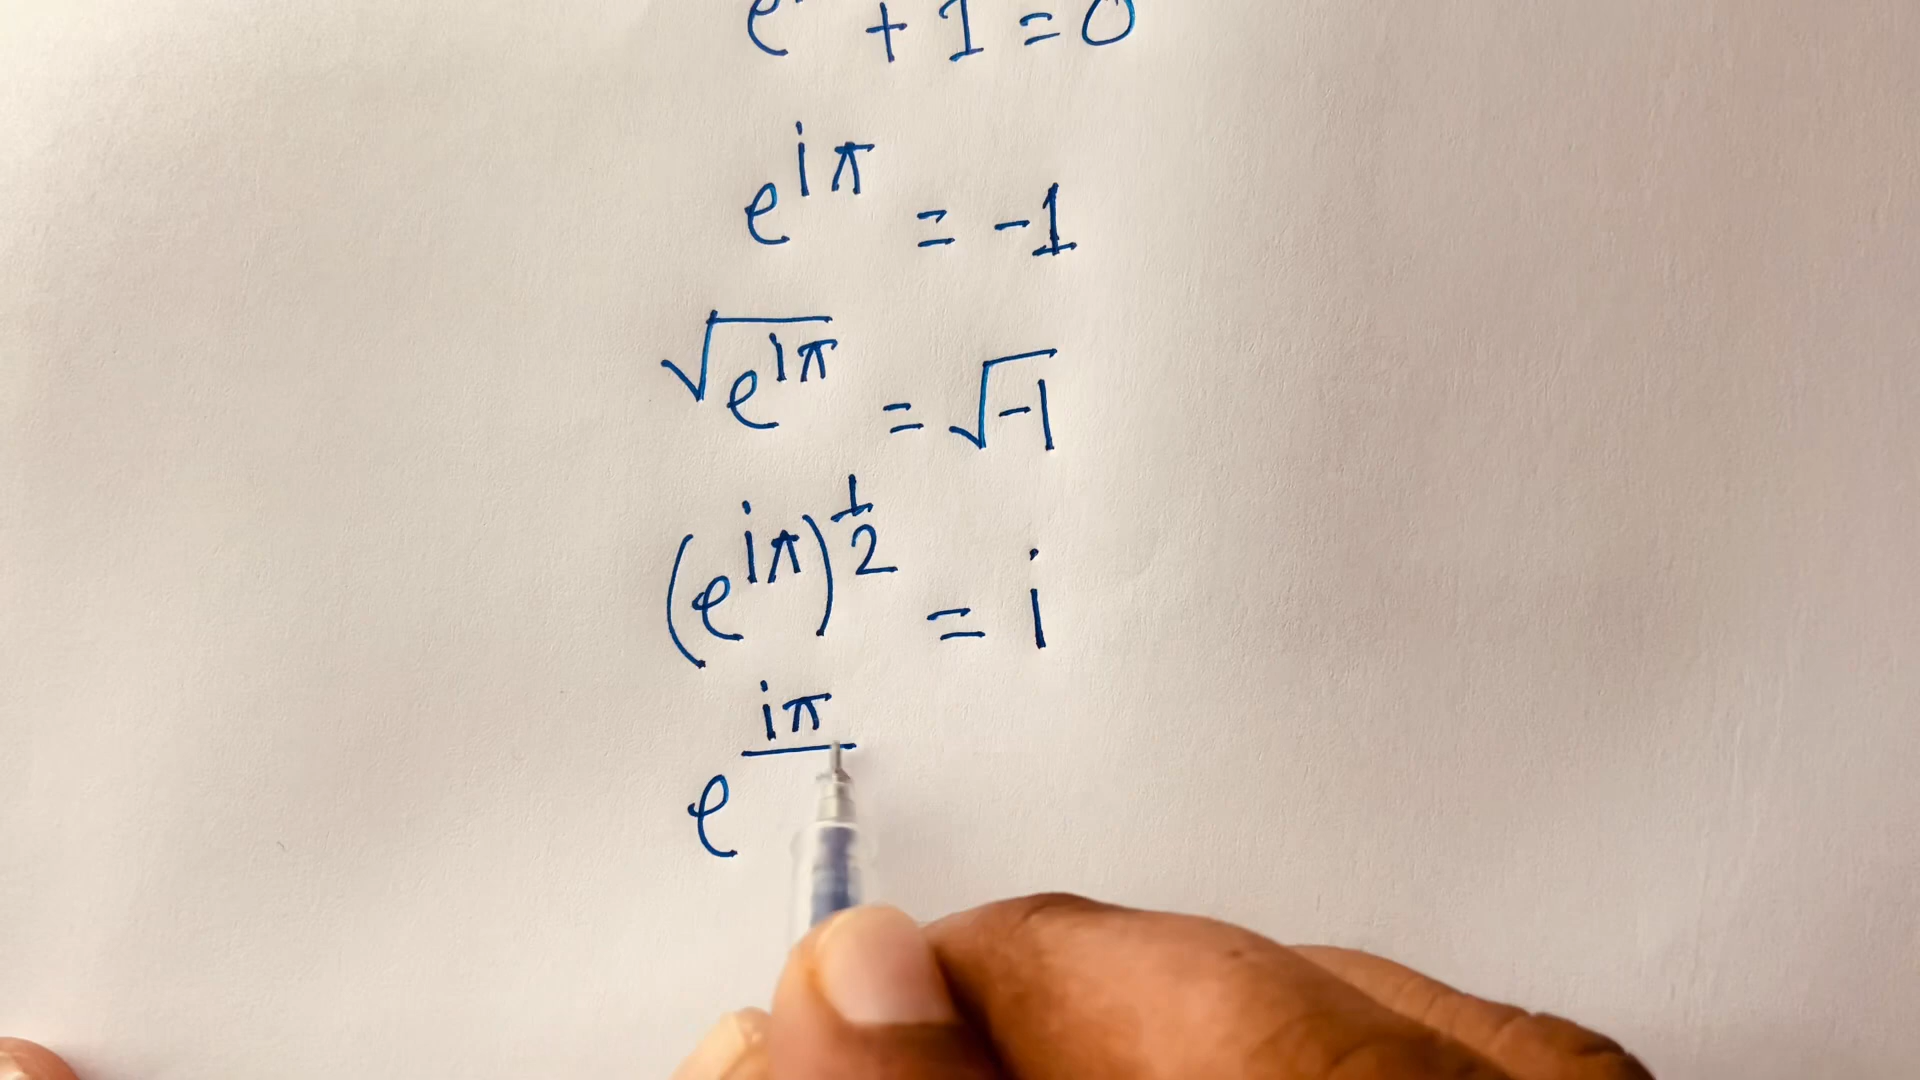 e + 1 = 0
e^{iπ} = -1
√(e^{iπ}) = √-1
(e^{iπ})^{1/2} = i
e^{iπ/}